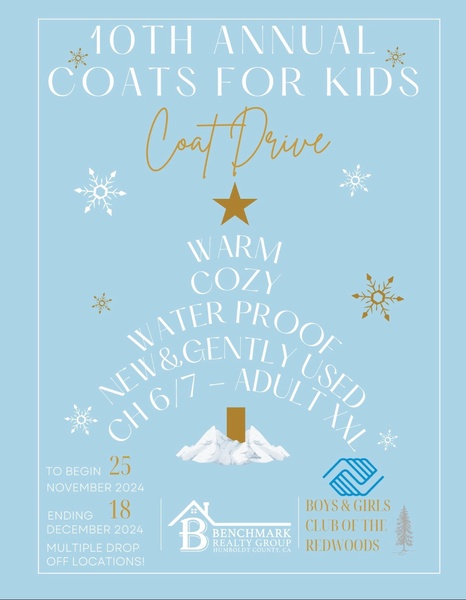 10TH ANNUAL
COATS FOR KIDS
Coat Drive
WARM
COZY
WATER PROOF
NEW&GENTLY USED
CH 6/7 – ADULT XXL
TO BEGIN 25
NOVEMBER 2024
ENDING 18
DECEMBER 2024
MULTIPLE DROP
OFF LOCATIONS!
B
BENCHMARK
REALTY GROUP
HUMBOLDT COUNTY, CA
BOYS & GIRLS
CLUB OF THE
REDWOODS